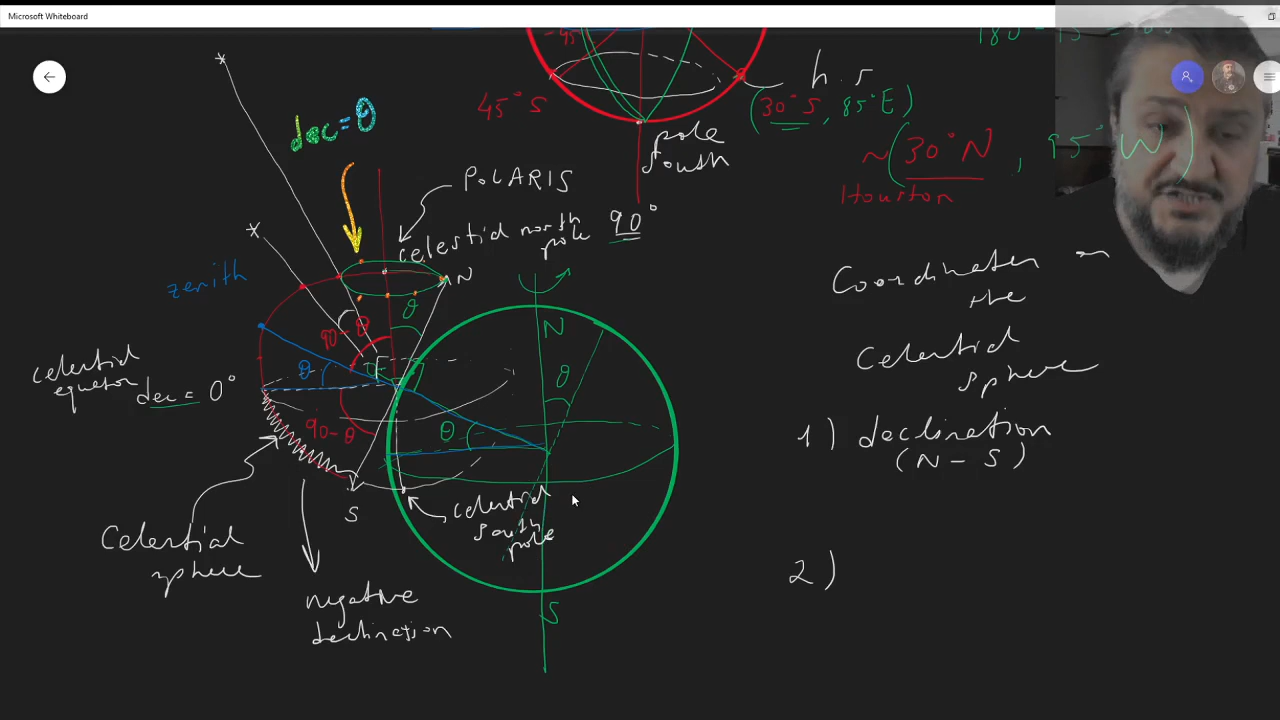 Microsoft Whiteboard
-45
45° S
h. s
(30° S, 85° E)
pole
South
~(30° N, 95° W)
Houston
dec=θ
POLARIS
celestial north
pole 90°
zenith
N
θ
90-θ
θ
celestial
equator dec = 0°
90-θ
S
N
θ
θ
celestial
south
pole
S
Celestial
sphere
negative
declination
Coordinates on
the
Celestial
sphere
1) declination
(N - S)
2)